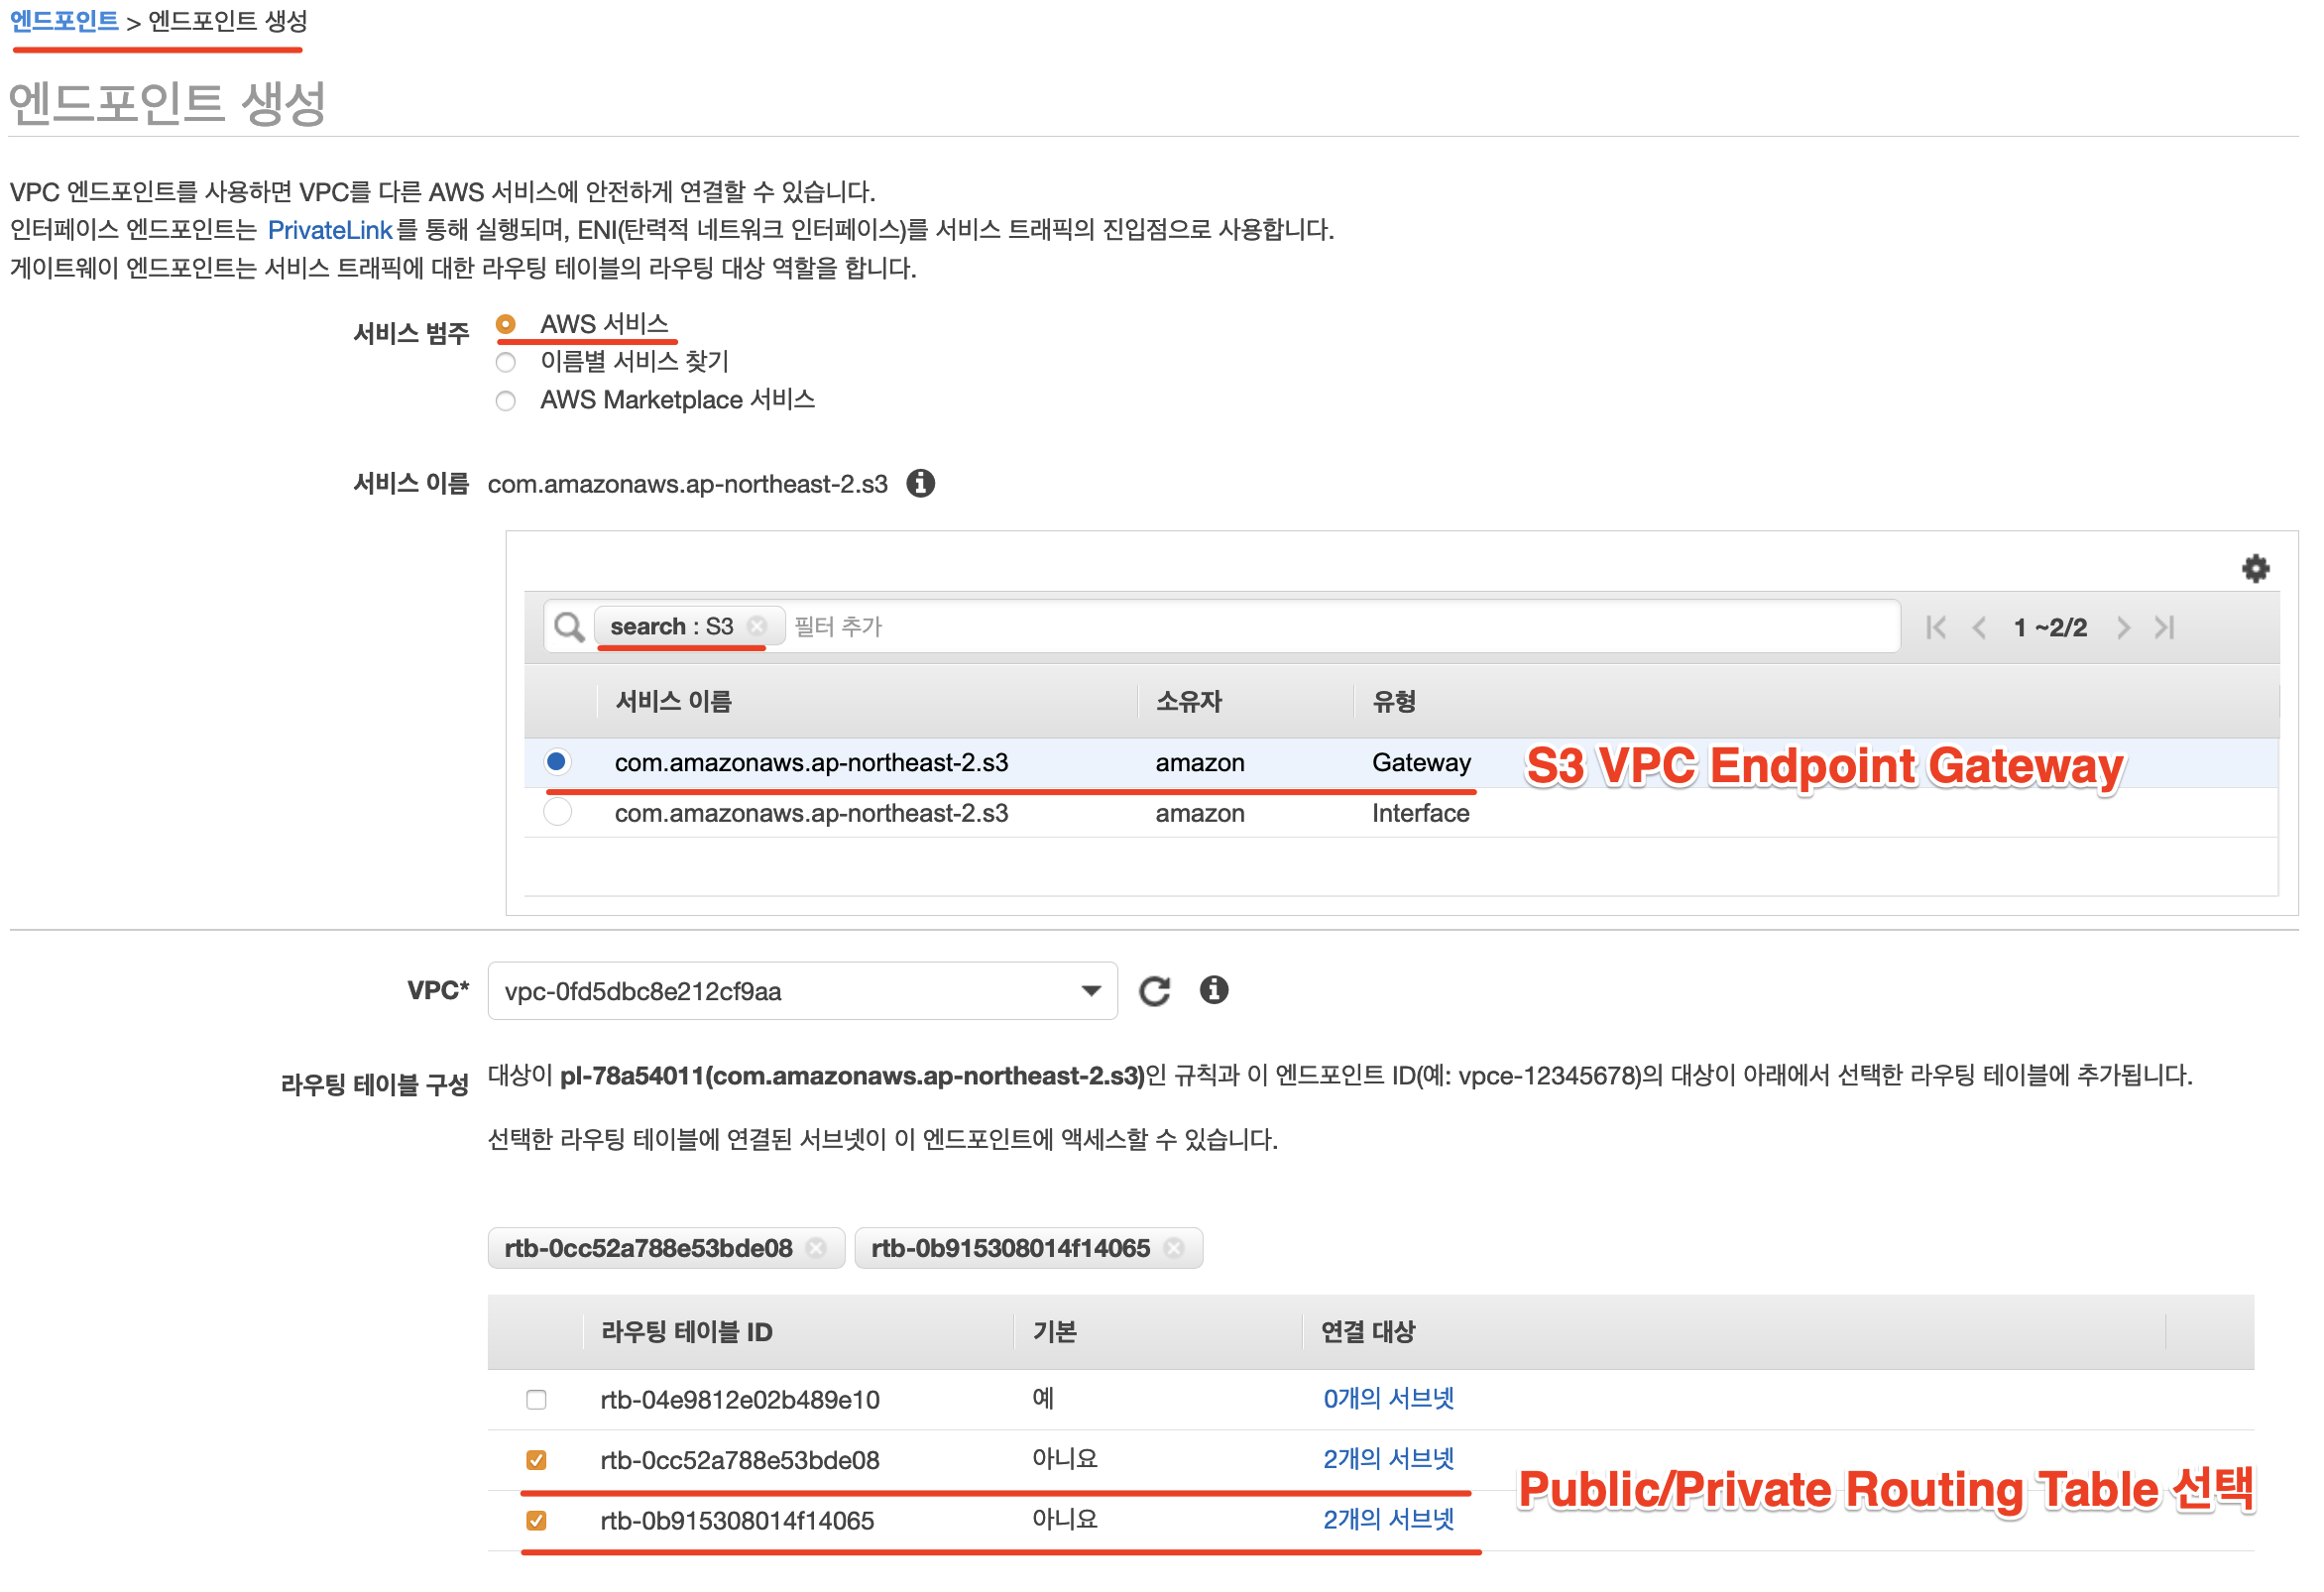 엔드포인트 > 엔드포인트 생성
엔드포인트 생성
VPC 엔드포인트를 사용하면 VPC를 다른 AWS 서비스에 안전하게 연결할 수 있습니다.
인터페이스 엔드포인트는 PrivateLink를 통해 실행되며, ENI(탄력적 네트워크 인터페이스)를 서비스 트래픽의 진입점으로 사용합니다.
게이트웨이 엔드포인트는 서비스 트래픽에 대한 라우팅 테이블의 라우팅 대상 역할을 합니다.
서비스 범주 AWS 서비스
이름별 서비스 찾기
AWS Marketplace 서비스
서비스 이름 com.amazonaws.ap-northeast-2.s3
search : S3 필터 추가 1 ~2/2
서비스 이름 소유자 유형
com.amazonaws.ap-northeast-2.s3 amazon Gateway S3 VPC Endpoint Gateway
com.amazonaws.ap-northeast-2.s3 amazon Interface
VPC* vpc-0fd5dbc8e212cf9aa
라우팅 테이블 구성 대상이 pl-78a54011(com.amazonaws.ap-northeast-2.s3)인 규칙과 이 엔드포인트 ID(예: vpce-12345678)의 대상이 아래에서 선택한 라우팅 테이블에 추가됩니다.
선택한 라우팅 테이블에 연결된 서브넷이 이 엔드포인트에 액세스할 수 있습니다.
rtb-0cc52a788e53bde08 rtb-0b915308014f14065
라우팅 테이블 ID 기본 연결 대상
rtb-04e9812e02b489e10 예 0개의 서브넷
rtb-0cc52a788e53bde08 아니요 2개의 서브넷
Public/Private Routing Table 선택
rtb-0b915308014f14065 아니요 2개의 서브넷